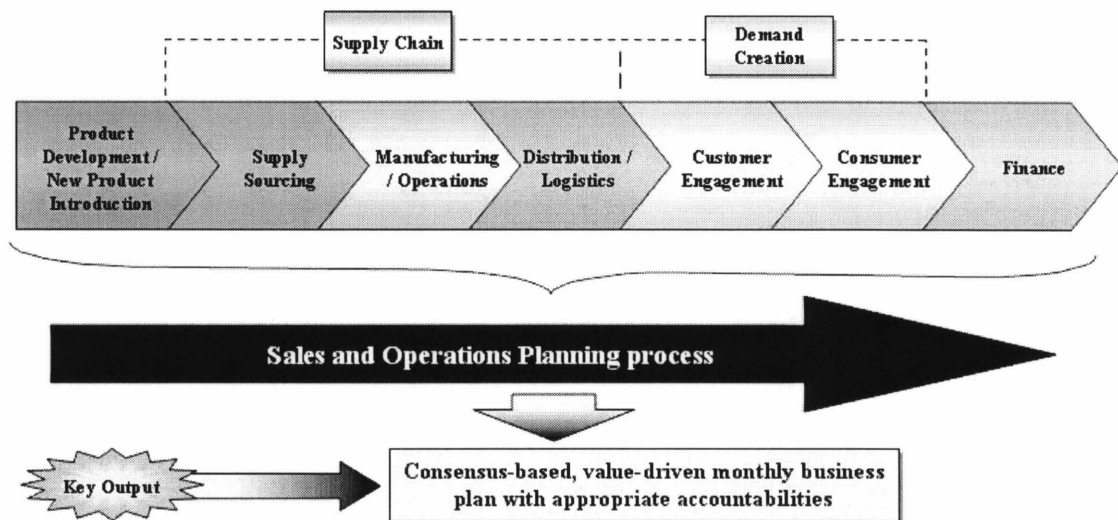 Supply Chain
Demand
Creation
Product
Development /
New Product
Introduction
Supply
Sourcing
Manufacturing
/ Operations
Distribution /
Logistics
Customer
Engagement
Consumer
Engagement
Finance
Sales and Operations Planning process
Key Output
Consensus-based, value-driven monthly business
plan with appropriate accountabilities